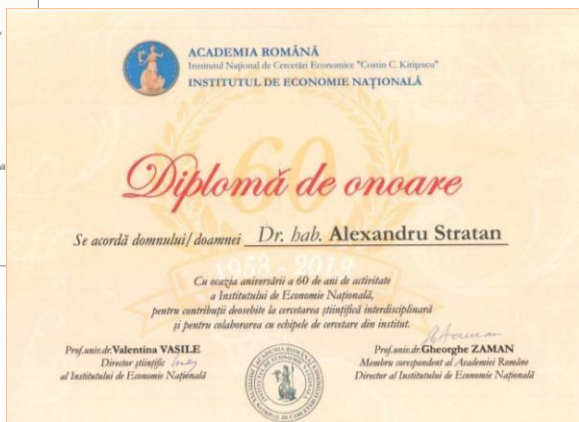 ACADEMIA ROMÂNĂ
Institutul Național de Cercetări Economice "Costin C. Kirițescu"
INSTITUTUL DE ECONOMIE NAȚIONALĂ
60
Diplomă de onoare
Se acordă domnului/doamnei Dr. hab. Alexandru Stratan
1953 - 2013
Cu ocazia aniversării a 60 de ani de activitate
a Institutului de Economie Națională,
pentru contribuții deosebite la cercetarea științifică interdisciplinară
și pentru colaborarea cu echipele de cercetare din institut.
Prof.univ.dr.Valentina VASILE
Director științific
al Institutului de Economie Națională
Prof.univ.dr.Gheorghe ZAMAN
Membru corespondent al Academiei Române
Director al Institutului de Economie Națională